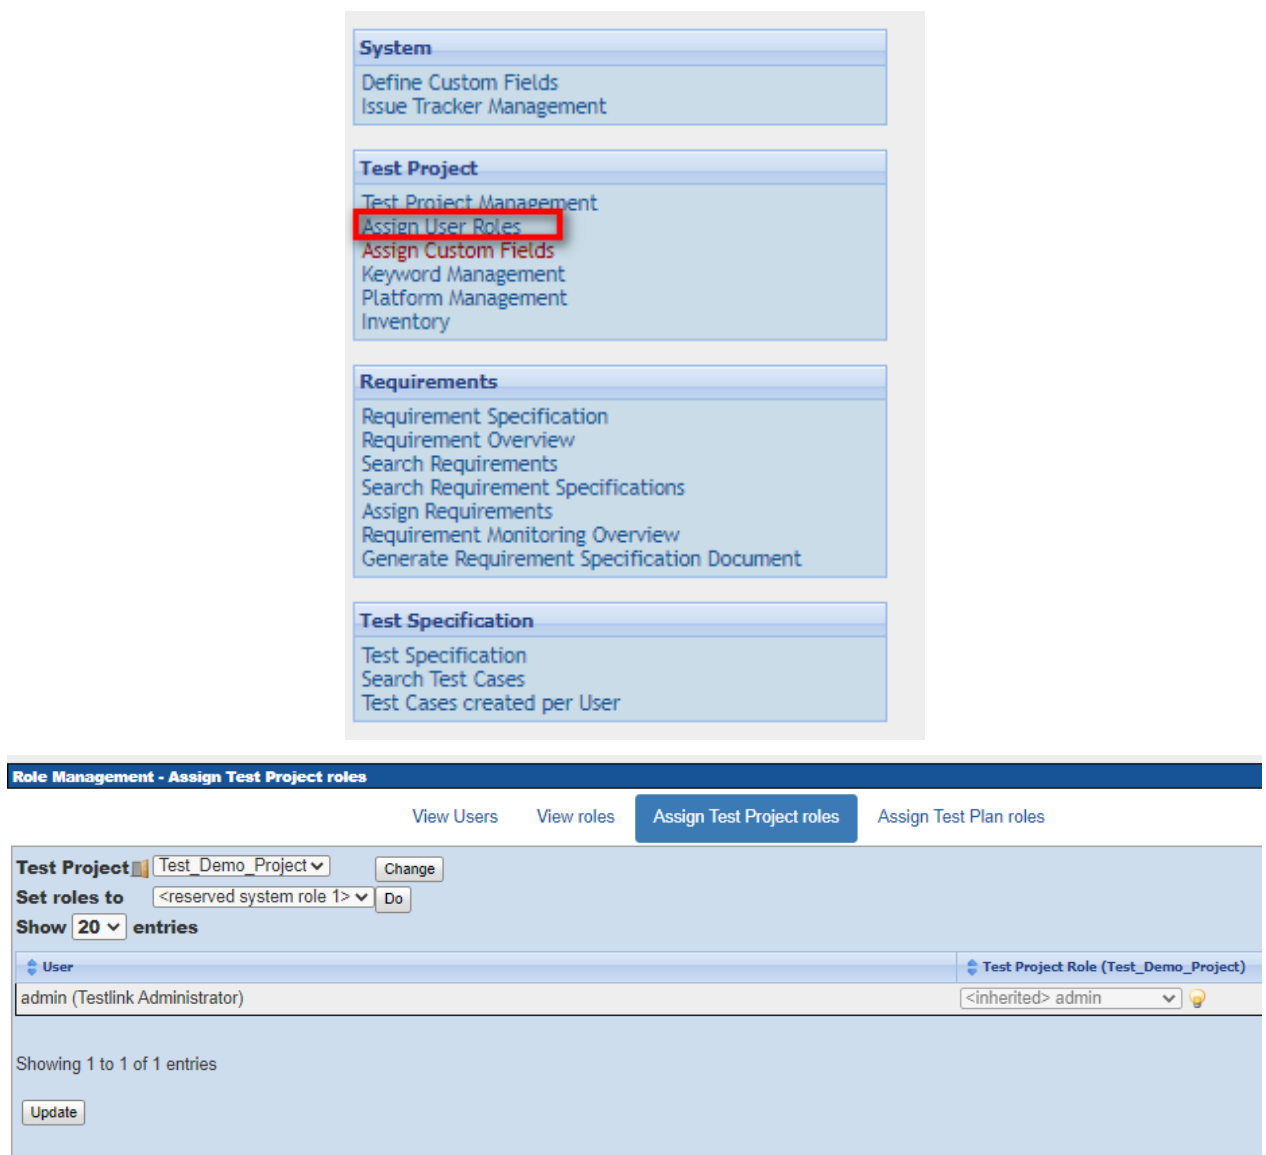 System
Define Custom Fields
Issue Tracker Management
Test Project
Test Project Management
Assign User Roles
Assign Custom Fields
Keyword Management
Platform Management
Inventory
Requirements
Requirement Specification
Requirement Overview
Search Requirements
Search Requirement Specifications
Assign Requirements
Requirement Monitoring Overview
Generate Requirement Specification Document
Test Specification
Test Specification
Search Test Cases
Test Cases created per User
Role Management - Assign Test Project roles
View Users View roles Assign Test Project roles Assign Test Plan roles
Test Project Test_Demo_Project Change
Set roles to <reserved system role 1> Do
Show 20 entries
User Test Project Role (Test_Demo_Project)
admin (Testlink Administrator) <inherited> admin
Showing 1 to 1 of 1 entries
Update